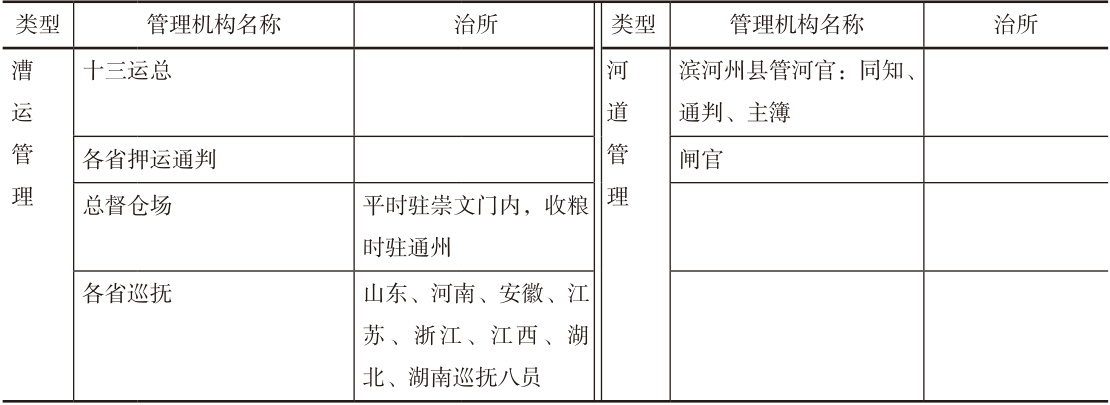 类型 管理机构名称 治所 类型 管理机构名称 治所
漕运管理
十三运总
各省押运通判
总督仓场
平时驻崇文门内，收粮
时驻通州
各省巡抚
山东、河南、安徽、江
苏、浙江、江西、湖
北、湖南巡抚八员
河道管理
滨河州县管河官：同知、
通判、主簿
闸官